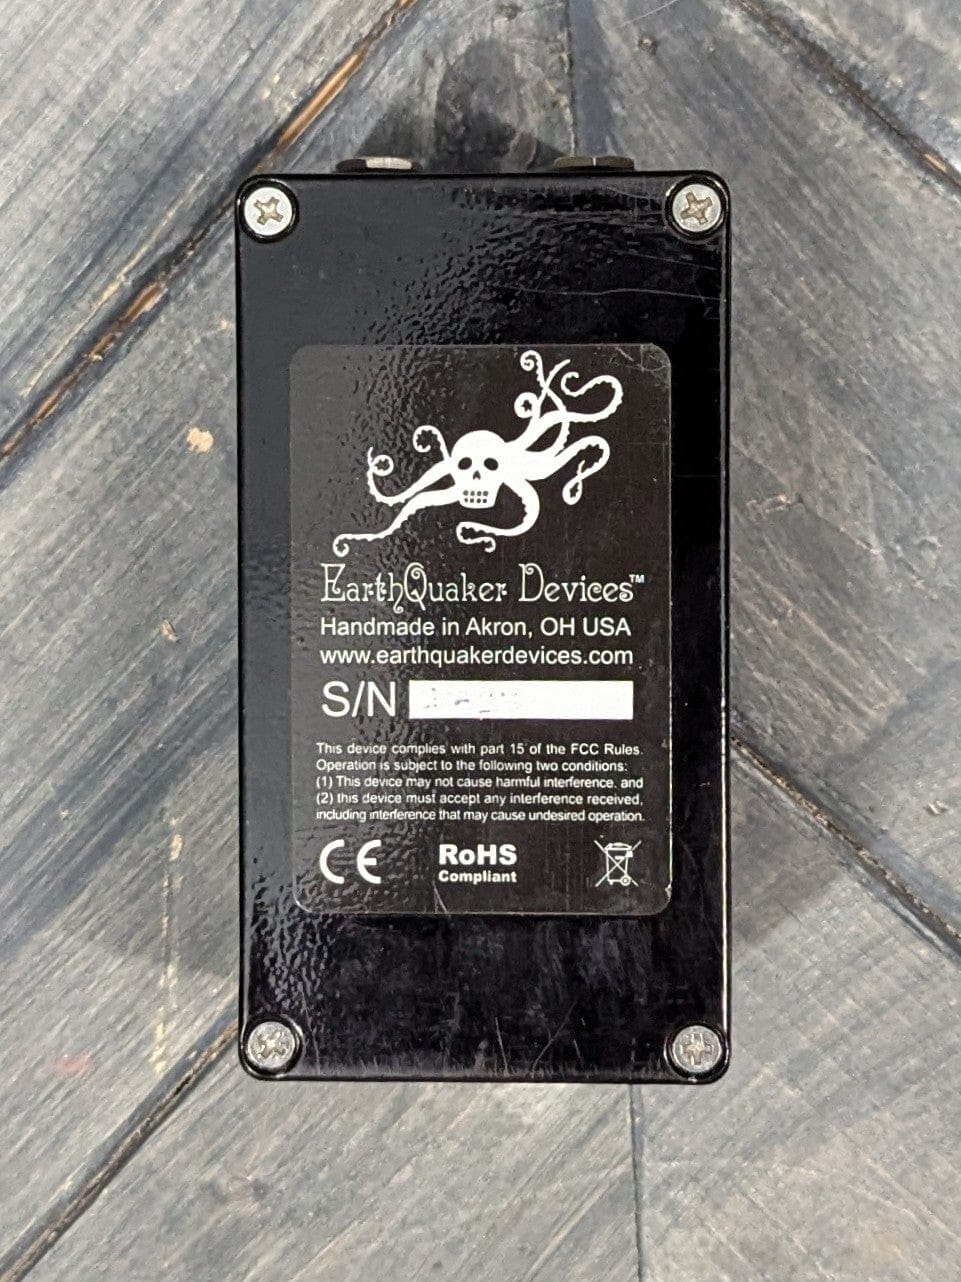 EarthQuaker Devices™
Handmade in Akron, OH USA
www.earthquakerdevices.com
S/N
This device complies with part 15 of the FCC Rules.
Operation is subject to the following two conditions:
(1) This device may not cause harmful interference, and
(2) this device must accept any interference received,
including interference that may cause undesired operation.
CE
RoHS
Compliant